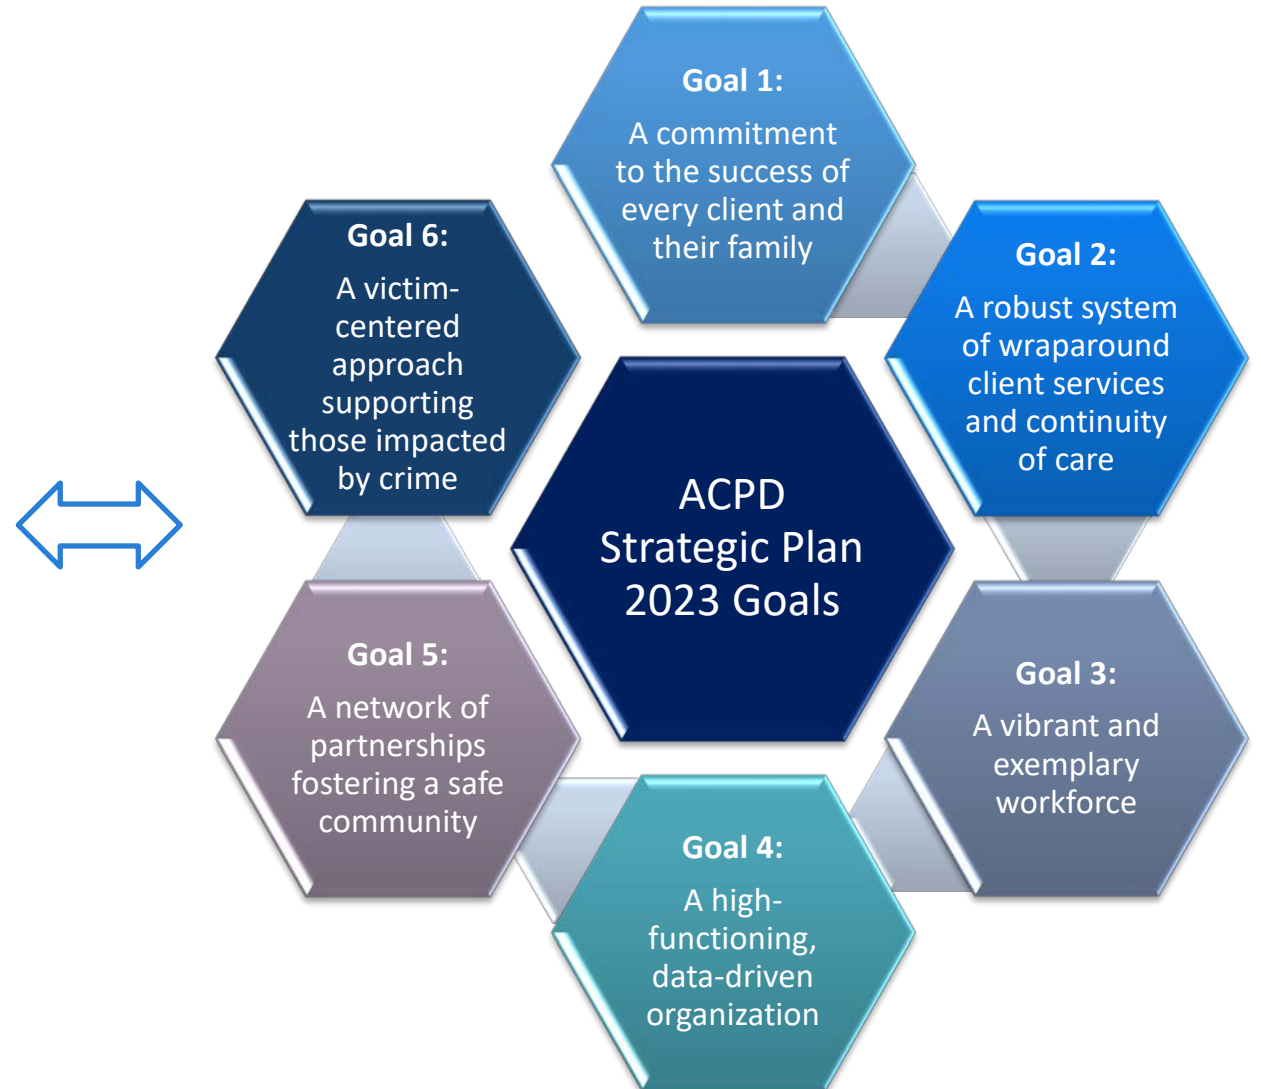 Goal 1:
A commitment
to the success of
every client and
their family
Goal 2:
A robust system
of wraparound
client services
and continuity
of care
Goal 3:
A vibrant and
exemplary
workforce
Goal 4:
A high-
functioning,
data-driven
organization
Goal 5:
A network of
partnerships
fostering a safe
community
Goal 6:
A victim-
centered
approach
supporting
those impacted
by crime
ACPD
Strategic Plan
2023 Goals